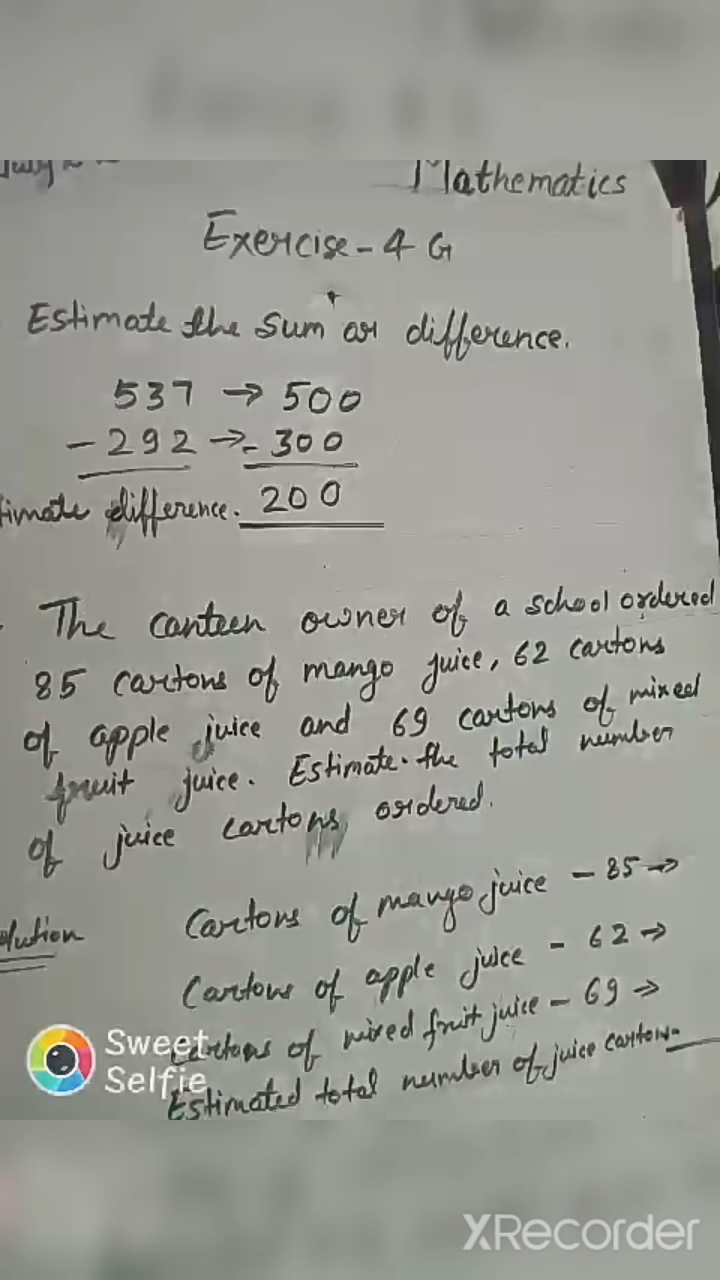 Mathematics
Exercise - 4 G
Estimate the sum or difference.
537 → 500
- 292 → - 300
difference. 200
The canteen owner of a school ordered
85 cartons of mango juice, 62 cartons
of apple juice and 69 cartons of mixed
fruit juice. Estimate the total number
of juice cartons ordered.
Cartons of mango juice - 85 →
Cartons of apple juice - 62 →
Cartons of mixed fruit juice - 69 →
Estimated total number of juice cartons
Sweet
Selfie
XRecorder